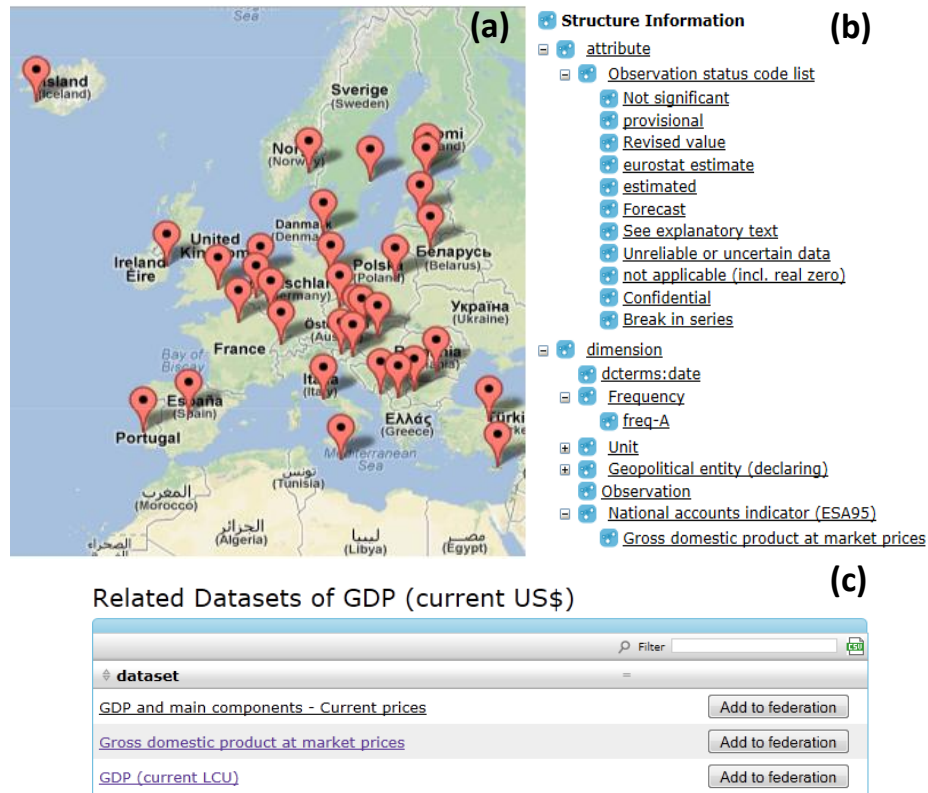 Sea
(a)
Ísland
(Iceland)
Sverige
(Sweden)
(Norway)
Danmark
(Denma
United
Kingdom
Ireland
Éire
Polska
(Poland)
Беларусь
(Belarus)
(Germany)
Україна
(Ukraine)
France
Bay of
Biscay
Italia
(Italy)
España
(Spain)
Portugal
Ελλάς
(Greece)
Mediterranean
Sea
تونس
(Tunisia)
المغرب
(Morocco)
الجزائر
(Algeria)
ليبيا
(Libya)
مصر
(Egypt)
الصحراء
(b)
Structure Information
attribute
Observation status code list
Not significant
provisional
Revised value
eurostat estimate
estimated
Forecast
See explanatory text
Unreliable or uncertain data
not applicable (incl. real zero)
Confidential
Break in series
dimension
dcterms:date
Frequency
freq-A
Unit
Geopolitical entity (declaring)
Observation
National accounts indicator (ESA95)
Gross domestic product at market prices
(c)
Related Datasets of GDP (current US$)
Filter
CSV
dataset =
GDP and main components - Current prices Add to federation
Gross domestic product at market prices Add to federation
GDP (current LCU) Add to federation